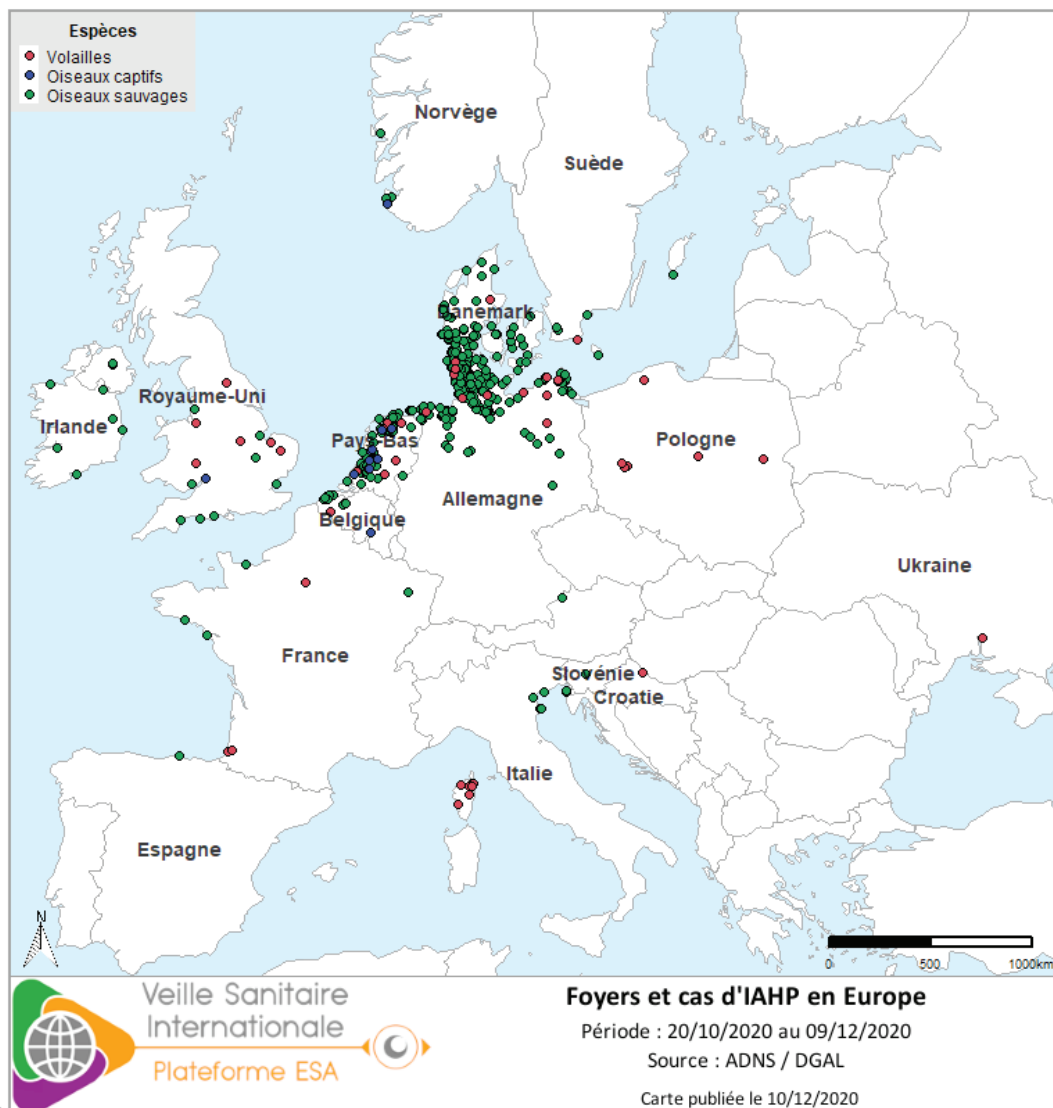 Espèces
Volailles
Oiseaux captifs
Oiseaux sauvages
Norvège
Suède
Danemark
Royaume-Uni
Irlande
Pays-Bas
Pologne
Allemagne
Belgique
Ukraine
France
Slovénie
Croatie
Italie
Espagne
N
0 500 1000km
Veille Sanitaire
Internationale
Plateforme ESA
Foyers et cas d'IAHP en Europe
Période : 20/10/2020 au 09/12/2020
Source : ADNS / DGAL
Carte publiée le 10/12/2020